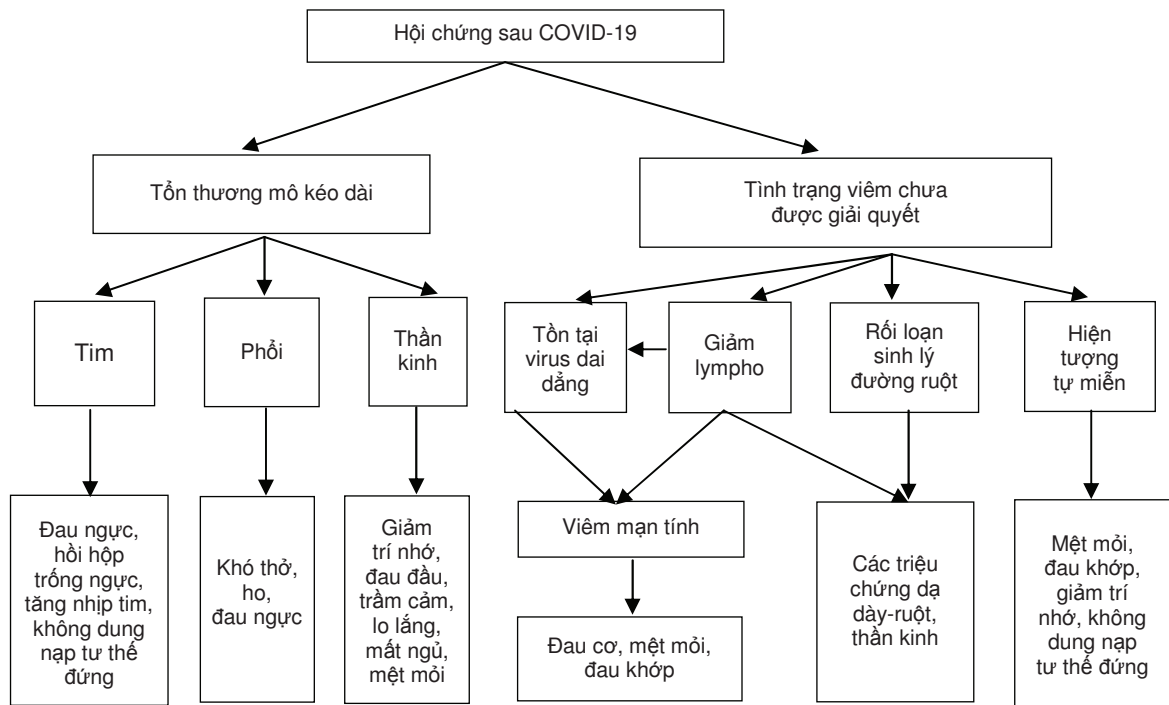 Hội chứng sau COVID-19
Tổn thương mô kéo dài
Tình trạng viêm chưa
được giải quyết
Tim
Phổi
Thần
kinh
Tồn tại
virus dai
dẳng
Giảm
lympho
Rối loạn
sinh lý
đường ruột
Hiện
tượng
tự miễn
Đau ngực,
hồi hộp
trống ngực,
tăng nhịp tim,
không dung
nạp tư thế
đứng
Khó thở,
ho,
đau ngực
Giảm
trí nhớ,
đau đầu,
trầm cảm,
lo lắng,
mất ngủ,
mệt mỏi
Viêm mạn tính
Đau cơ, mệt mỏi,
đau khớp
Các triệu
chứng dạ
dày-ruột,
thần kinh
Mệt mỏi,
đau khớp,
giảm trí
nhớ, không
dung nạp
tư thế đứng